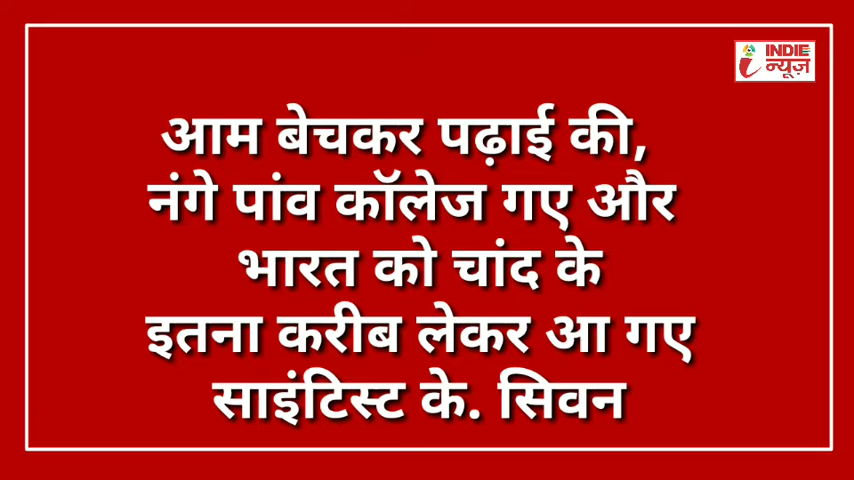 INDIE
न्यूज़
आम बेचकर पढ़ाई की,
नंगे पांव कॉलेज गए और
भारत को चांद के
इतना करीब लेकर आ गए
साइंटिस्ट के. सिवन